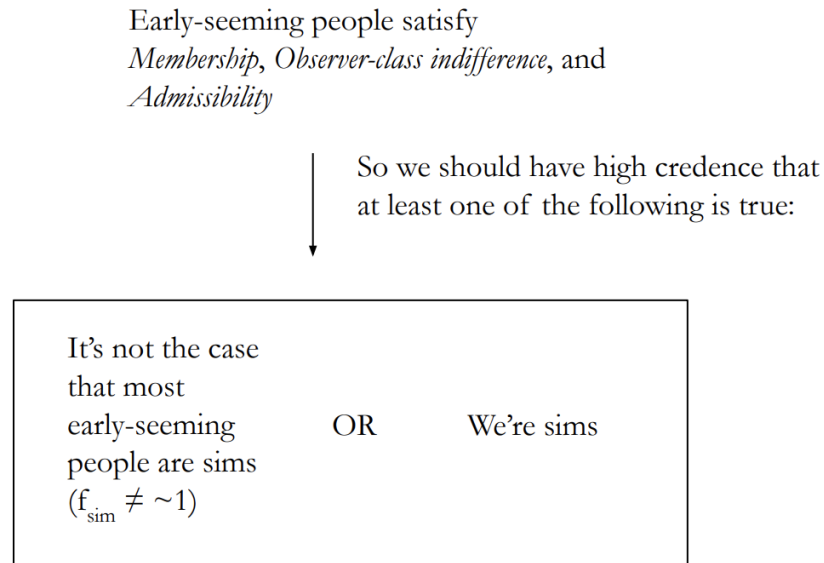 Early-seeming people satisfy
Membership, Observer-class indifference, and
Admissibility
So we should have high credence that
at least one of the following is true:
It’s not the case
that most
early-seeming
people are sims
(f_sim ≠ ~1)
OR
We’re sims